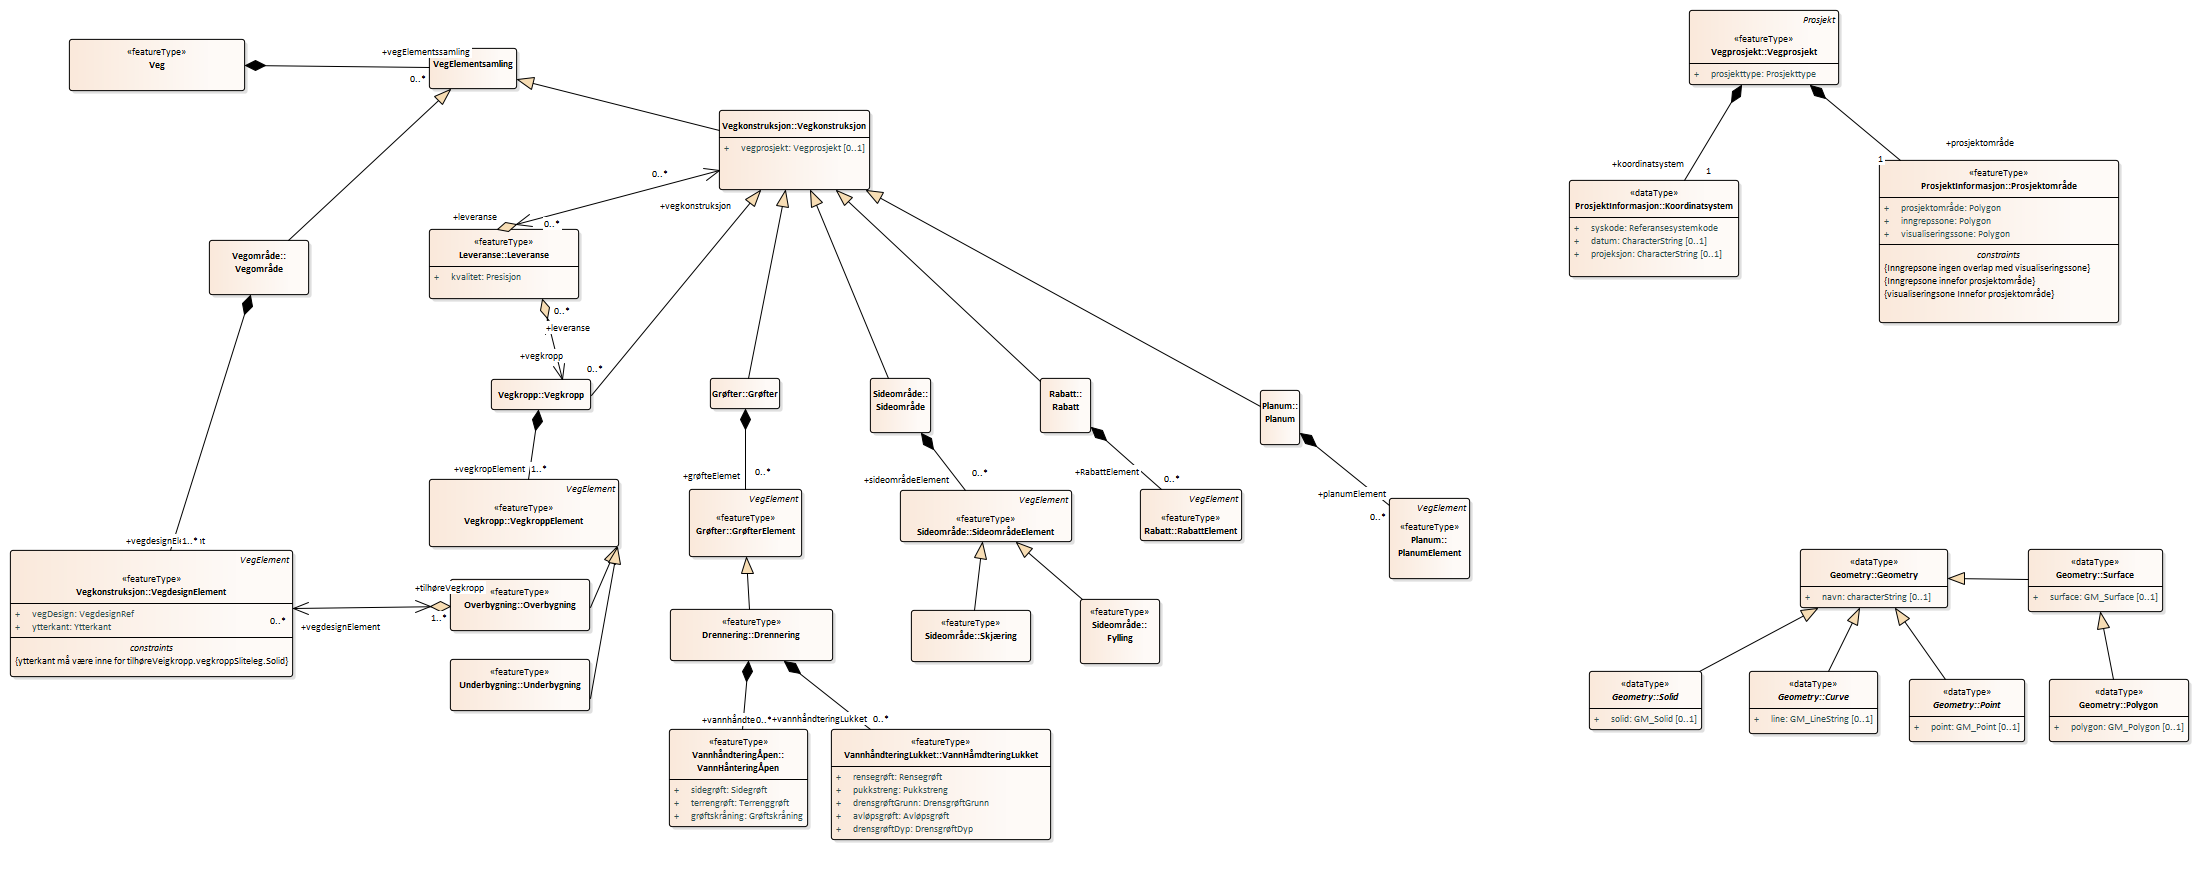 «featureType»
Veg
+vegElementssamling
0..*
VegElementsamling
Vegkonstruksjon::Vegkonstruksjon
+ vegprosjekt: Vegprosjekt [0..1]
0..*
+vegkonstruksjon
+leveranse
0..*
«featureType»
Leveranse::Leveranse
+ kvalitet: Presisjon
0..*
+leveranse
+vegkropp
0..*
Vegområde::
Vegområde
Vegkropp::Vegkropp
Grøfter::Grøfter
Sideområde::
Sideområde
Rabatt::
Rabatt
Planum::
Planum
+vegkropElement
1..*
VegElement
«featureType»
Vegkropp::VegkroppElement
+grøfteElemet
0..*
VegElement
«featureType»
Grøfter::GrøfterElement
+sideområdeElement
0..*
VegElement
«featureType»
Sideområde::SideområdeElement
+RabattElement
0..*
VegElement
«featureType»
Rabatt::RabattElement
+planumElement
0..*
VegElement
«featureType»
Planum::
PlanumElement
1..*
VegElement
«featureType»
Vegkonstruksjon::VegdesignElement
+ vegDesign: VegdesignRef
+ ytterkant: Ytterkant
constraints
{ytterkant må være inne for tilhøreVeigkropp.vegkroppSliteleg.Solid}
0..*
+vegdesignElement
+tilhøreVegkropp
1..*
«featureType»
Overbygning::Overbygning
«featureType»
Underbygning::Underbygning
«featureType»
Drennering::Drennering
«featureType»
Sideområde::Skjæring
«featureType»
Sideområde::
Fylling
+vannhåndte
0..*
+vannhåndteringLukket
0..*
«featureType»
VannhåndteringÅpen::
VannHånteringÅpen
+ sidegrøft: Sidegrøft
+ terrengrøft: Terrenggrøft
+ grøftskråning: Grøftskråning
«featureType»
VannhåndteringLukket::VannHåmdteringLukket
+ rensegrøft: Rensegrøft
+ pukkstreng: Pukkstreng
+ drensgrøftGrunn: DrensgrøftGrunn
+ avløpsgrøft: Avløpsgrøft
+ drensgrøftDyp: DrensgrøftDyp
Prosjekt
«featureType»
Vegprosjekt::Vegprosjekt
+ prosjekttype: Prosjekttype
+koordinatsystem
1
+prosjektområde
1
«dataType»
ProsjektInformasjon::Koordinatsystem
+ syskode: Referansesystemkode
+ datum: CharacterString [0..1]
+ projeksjon: CharacterString [0..1]
«featureType»
ProsjektInformasjon::Prosjektområde
+ prosjektområde: Polygon
+ inngrepssone: Polygon
+ visualiseringssone: Polygon
constraints
{Inngrepsone ingen overlap med visualiseringssone}
{Inngrepsone innefor prosjektområde}
{visualiseringsone Innefor prosjektområde}
«dataType»
Geometry::Geometry
+ navn: characterString [0..1]
«dataType»
Geometry::Surface
+ surface: GM_Surface [0..1]
«dataType»
Geometry::Solid
+ solid: GM_Solid [0..1]
«dataType»
Geometry::Curve
+ line: GM_LineString [0..1]
«dataType»
Geometry::Point
+ point: GM_Point [0..1]
«dataType»
Geometry::Polygon
+ polygon: GM_Polygon [0..1]